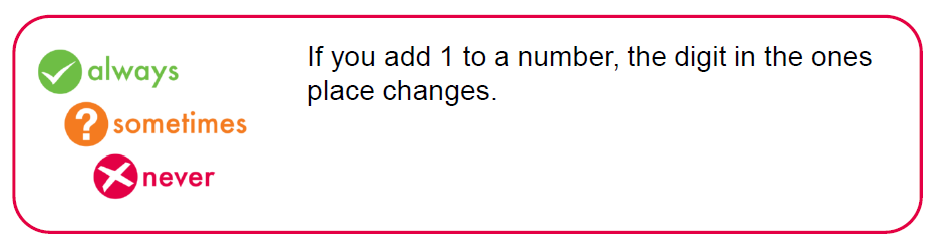 always
sometimes
never
If you add 1 to a number, the digit in the ones
place changes.